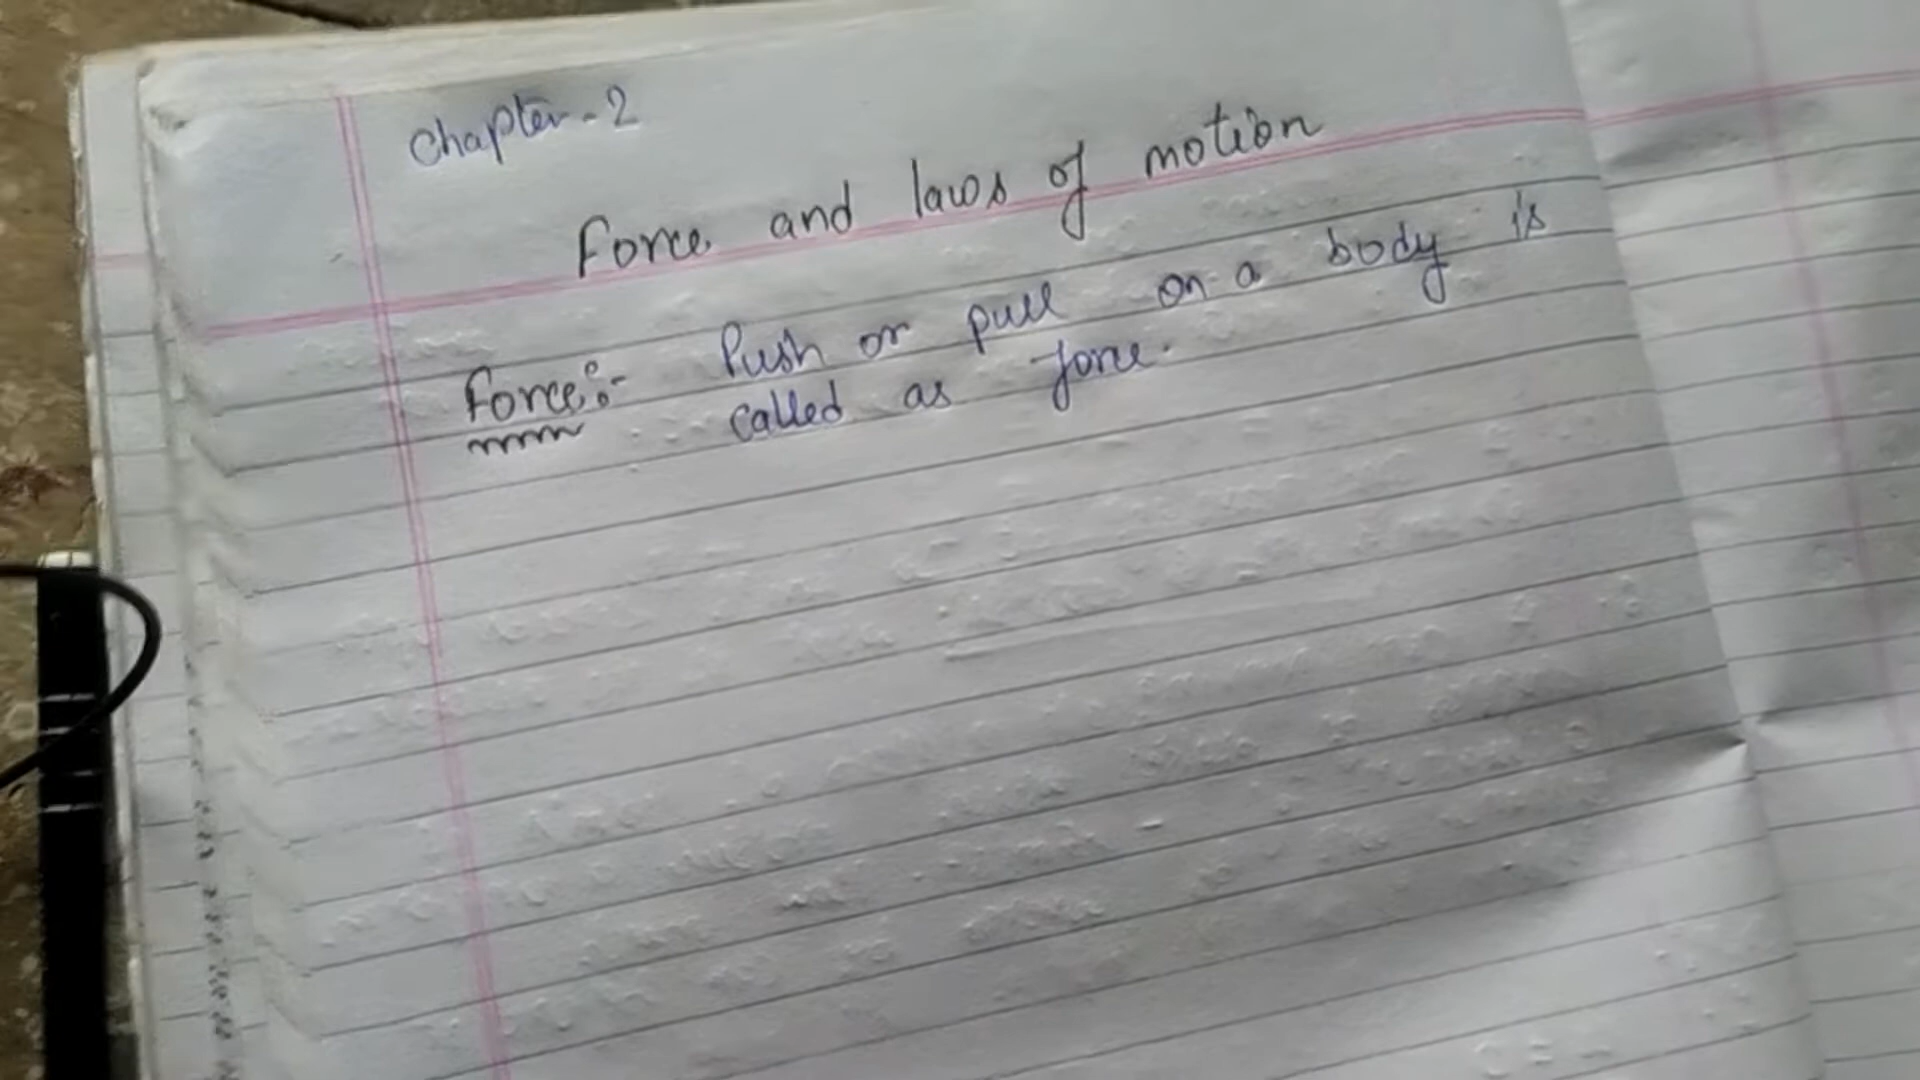 Chapter-2
Force and laws of motion
Force:- Push or pull on a body is
called as force.